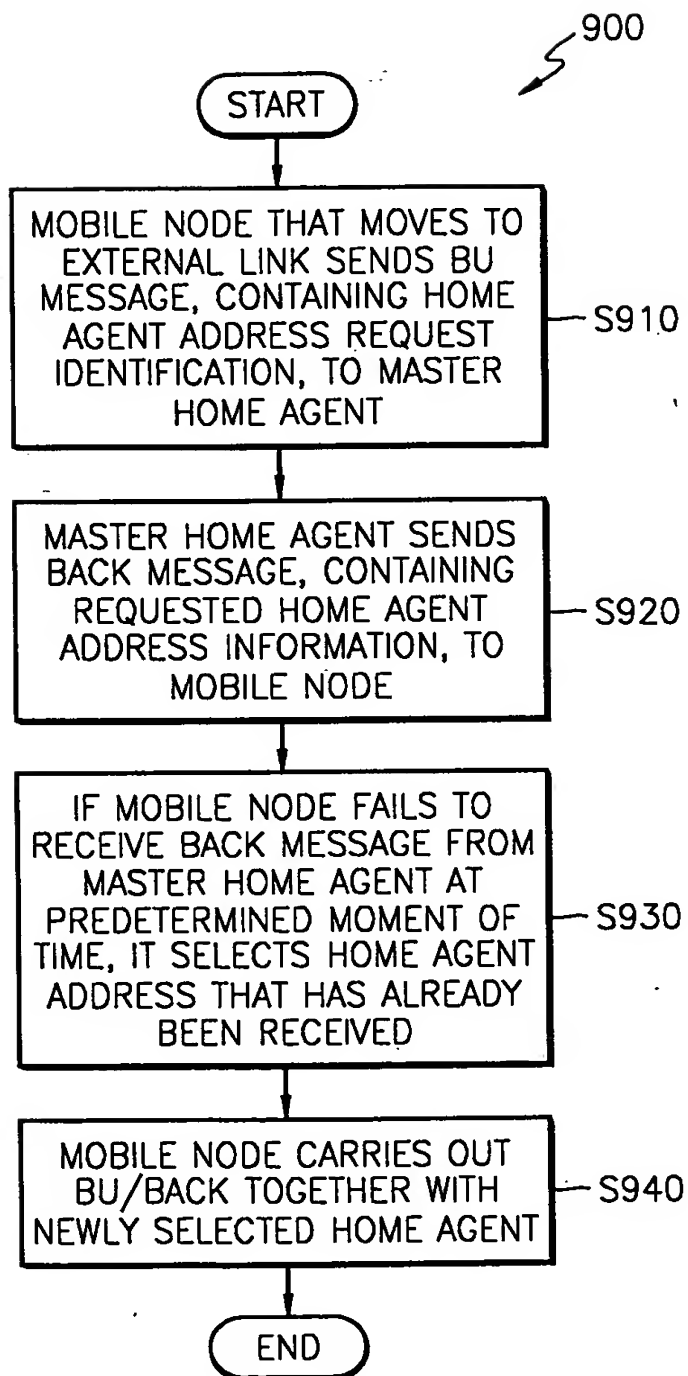 900
START
MOBILE NODE THAT MOVES TO
EXTERNAL LINK SENDS BU
MESSAGE, CONTAINING HOME
AGENT ADDRESS REQUEST
IDENTIFICATION, TO MASTER
HOME AGENT
S910
MASTER HOME AGENT SENDS
BACK MESSAGE, CONTAINING
REQUESTED HOME AGENT
ADDRESS INFORMATION, TO
MOBILE NODE
S920
IF MOBILE NODE FAILS TO
RECEIVE BACK MESSAGE FROM
MASTER HOME AGENT AT
PREDETERMINED MOMENT OF
TIME, IT SELECTS HOME AGENT
ADDRESS THAT HAS ALREADY
BEEN RECEIVED
S930
MOBILE NODE CARRIES OUT
BU/BACK TOGETHER WITH
NEWLY SELECTED HOME AGENT
S940
END